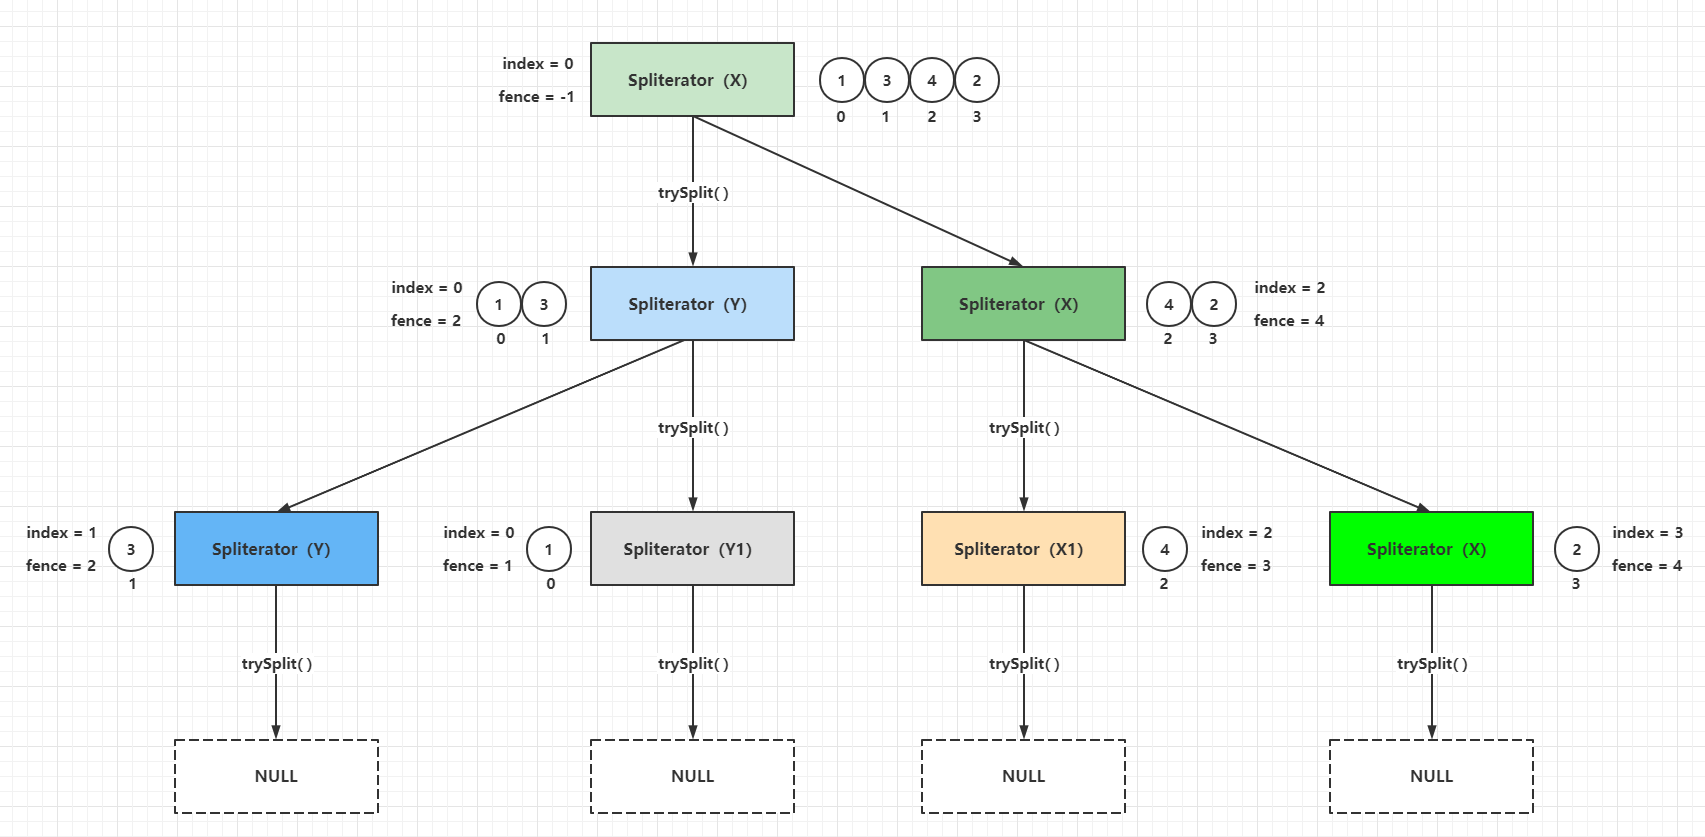 index = 0
fence = -1
Spliterator（X）
1 3 4 2
0 1 2 3
trySplit( )
index = 0
fence = 2
1 3
0 1
Spliterator（Y）
Spliterator（X）
4 2
2 3
index = 2
fence = 4
trySplit( )
trySplit( )
index = 1
fence = 2
3
1
Spliterator（Y）
index = 0
fence = 1
1
0
Spliterator（Y1）
Spliterator（X1）
4
2
index = 2
fence = 3
Spliterator（X）
2
3
index = 3
fence = 4
trySplit( )
trySplit( )
trySplit( )
trySplit( )
NULL
NULL
NULL
NULL